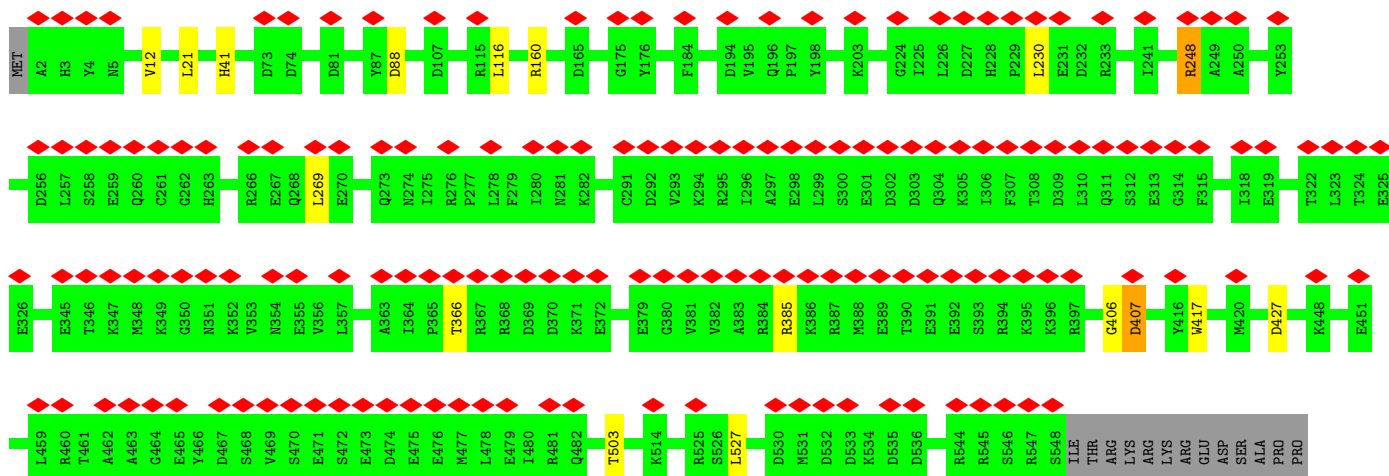 MET A2 H3 Y4 N5 V12 L21 H41 D73 D74 D81 Y87 D88 D107 R115 L116 R160 D165 G175 Y176 F184 D194 V195 Q196 P197 Y198 K203 G224 I225 L226 D227 H228 P229 L230 E231 D232 R233 I241 R248 A249 A250 Y253
D256 L257 S258 E259 Q260 C261 G262 H263 R266 E267 Q268 L269 E270 Q273 N274 I275 R276 P277 L278 F279 I280 N281 K282 C291 D292 V293 K294 R295 I296 A297 E298 L299 S300 E301 D302 D303 Q304 K305 I306 F307 T308 D309 L310 Q311 S312 E313 G314 F315 I318 E319 T322 L323 T324 E325
E326 E345 T346 K347 M348 K349 G350 N351 K352 V353 N354 E355 V356 L357 A363 I364 P365 T366 R367 R368 D369 D370 K371 E372 E379 G380 V381 V382 A383 R384 R385 K386 R387 M388 E389 T390 E391 E392 S393 R394 K395 K396 R397 G406 D407 Y416 W417 M420 D427 K448 E451
L459 R460 T461 A462 A463 G464 E465 Y466 D467 S468 V469 S470 E471 S472 E473 D474 E475 E476 M477 L478 E479 I480 R481 Q482 T503 K514 R525 S526 L527 D530 M531 D532 D533 K534 D535 D536 R544 R545 S546 R547 S548 ILE THR ARG LYS ARG LYS ARG GLU ASP SER ALA PRO PRO